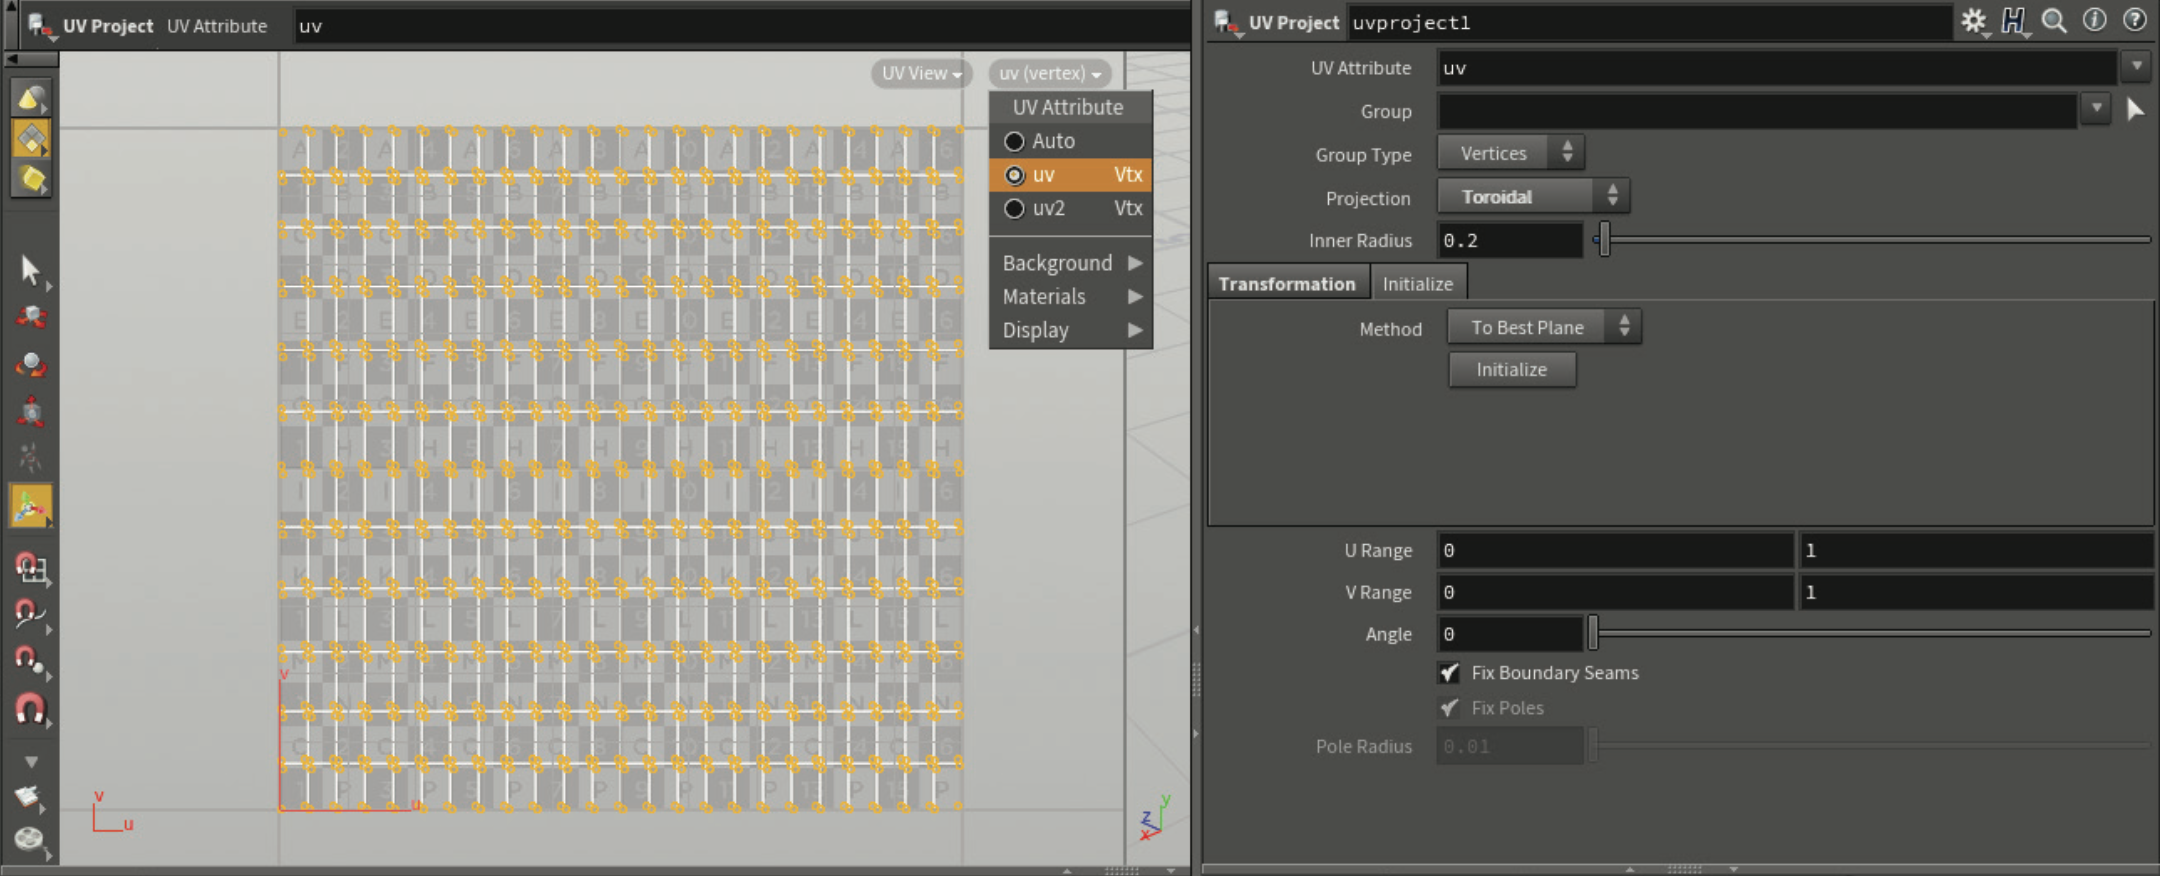 UV Project UV Attribute uv
UV View uv (vertex)
UV Attribute
Auto
uv Vtx
uv2 Vtx
Background
Materials
Display
v
u
v
u
y
z
x
UV Project uvproject1
UV Attribute uv
Group
Group Type Vertices
Projection Toroidal
Inner Radius 0.2
Transformation Initialize
Method To Best Plane
Initialize
U Range 0 1
V Range 0 1
Angle 0
Fix Boundary Seams
Fix Poles
Pole Radius 0.01